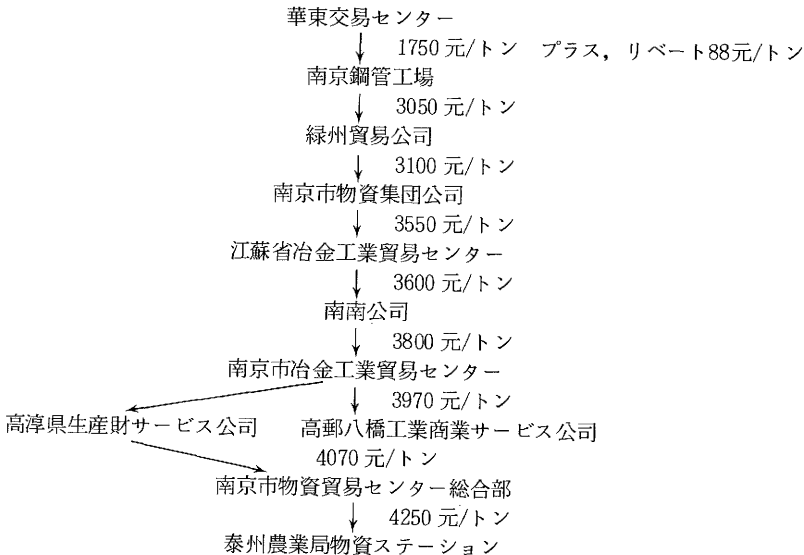 華東交易センター
1750 元/トン プラス，リベート88元/トン
南京鋼管工場
3050 元/トン
緑州貿易公司
3100 元/トン
南京市物資集団公司
3550 元/トン
江蘇省冶金工業貿易センター
3600 元/トン
南南公司
3800 元/トン
南京市冶金工業貿易センター
3970 元/トン
高淳県生産財サービス公司 高郵八橋工業商業サービス公司
4070 元/トン
南京市物資貿易センター総合部
4250 元/トン
泰州農業局物資ステーション